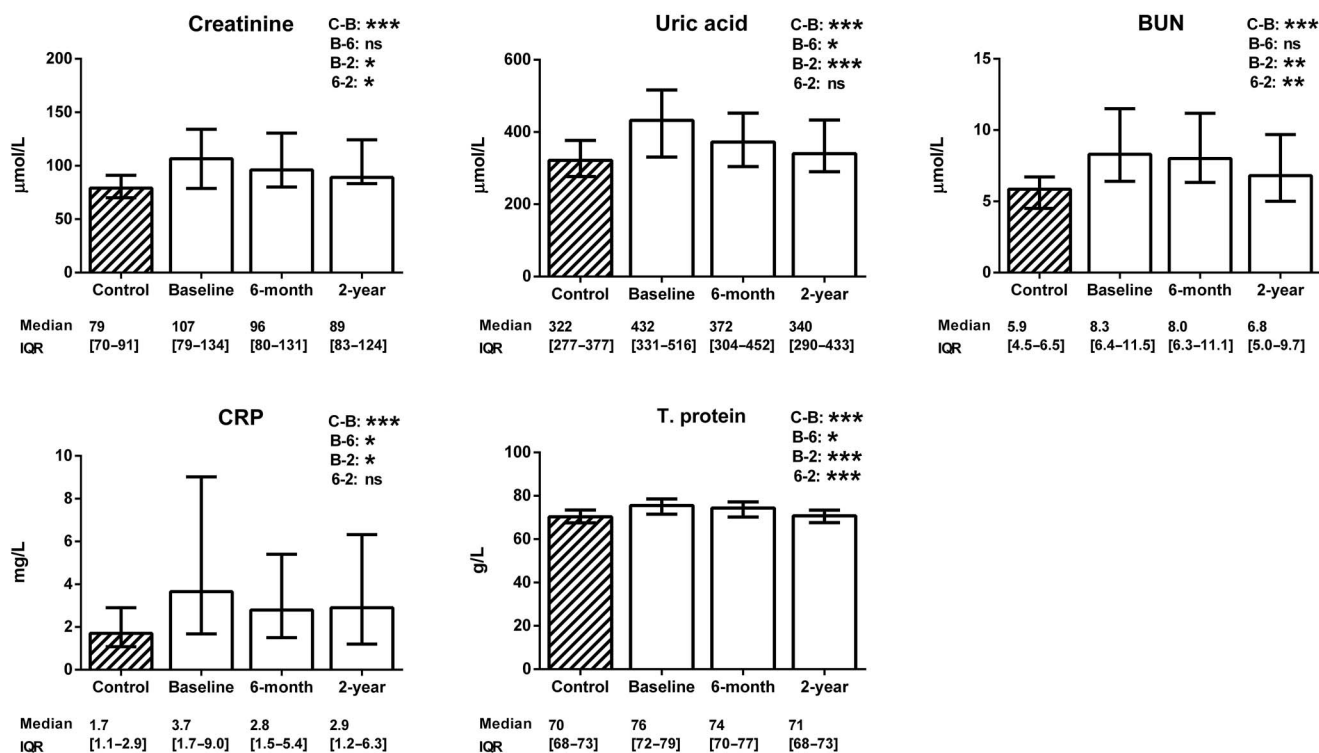 Creatinine
C-B: ***
B-6: ns
B-2: *
6-2: *
200
150
100
50
0
μmol/L
Control Baseline 6-month 2-year
Median 79 107 96 89
IQR [70–91] [79–134] [80–131] [83–124]
Uric acid
C-B: ***
B-6: *
B-2: ***
6-2: ns
600
400
200
0
μmol/L
Control Baseline 6-month 2-year
Median 322 432 372 340
IQR [277–377] [331–516] [304–452] [290–433]
BUN
C-B: ***
B-6: ns
B-2: **
6-2: **
15
10
5
0
μmol/L
Control Baseline 6-month 2-year
Median 5.9 8.3 8.0 6.8
IQR [4.5–6.5] [6.4–11.5] [6.3–11.1] [5.0–9.7]
CRP
C-B: ***
B-6: *
B-2: *
6-2: ns
10
8
6
4
2
0
mg/L
Control Baseline 6-month 2-year
Median 1.7 3.7 2.8 2.9
IQR [1.1–2.9] [1.7–9.0] [1.5–5.4] [1.2–6.3]
T. protein
C-B: ***
B-6: *
B-2: ***
6-2: ***
100
80
60
40
20
0
g/L
Control Baseline 6-month 2-year
Median 70 76 74 71
IQR [68–73] [72–79] [70–77] [68–73]